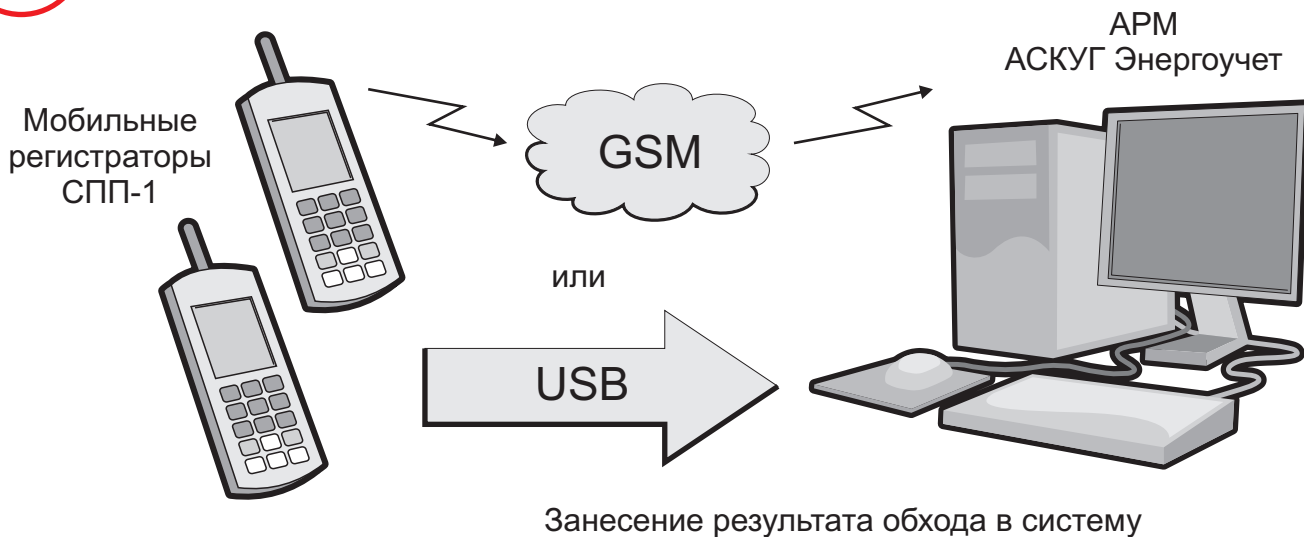 АРМ
АСКУГ Энергоучет
Мобильные
регистраторы
СПП-1
GSM
или
USB
Занесение результата обхода в систему